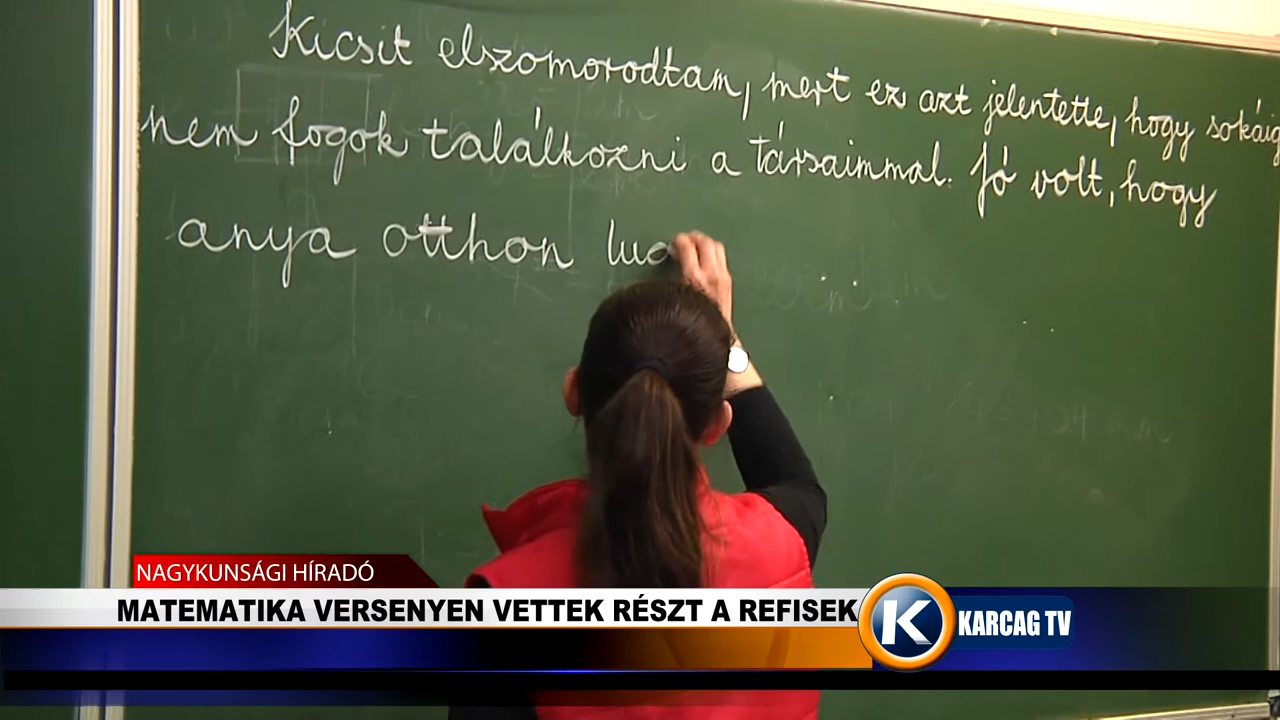 Kicsit elszomorodtam, mert ez azt jelentette, hogy sokáig
nem fogok találkozni a társaimmal. Jó volt, hogy
anya otthon
NAGYKUNSÁGI HÍRADÓ
MATEMATIKA VERSENYEN VETTEK RÉSZT A REFISEK
K KARCAG TV